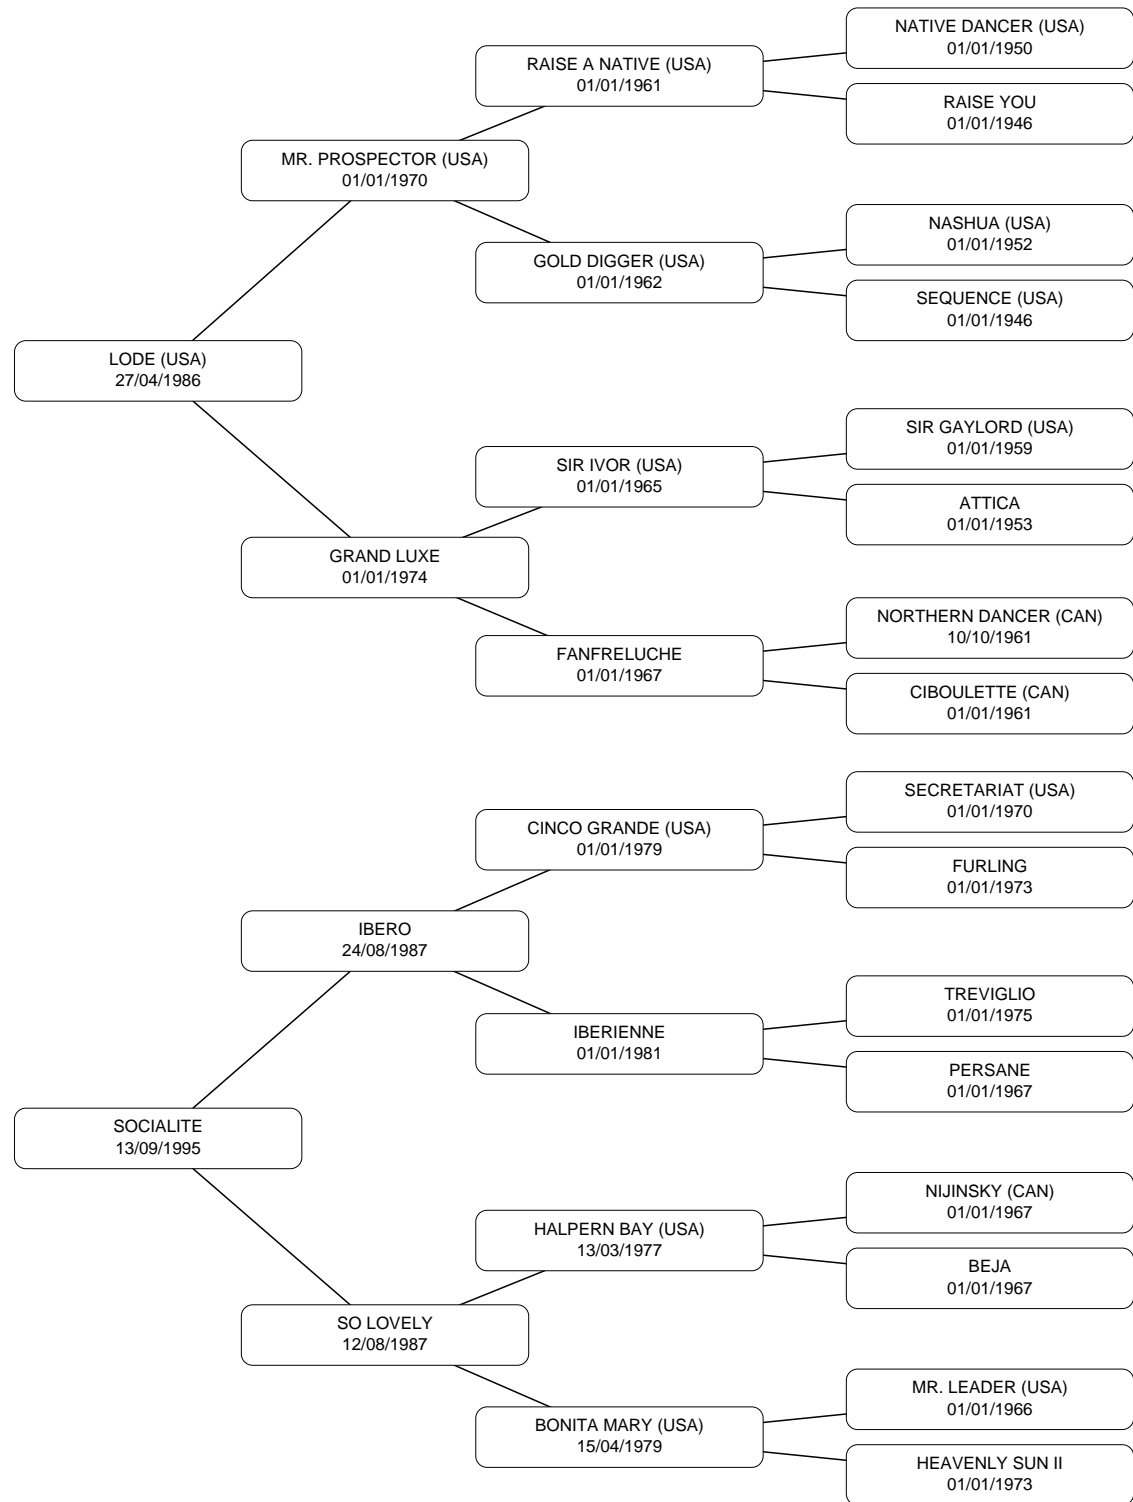 NATIVE DANCER (USA)
01/01/1950
RAISE A NATIVE (USA)
01/01/1961
RAISE YOU
01/01/1946
MR. PROSPECTOR (USA)
01/01/1970
NASHUA (USA)
01/01/1952
GOLD DIGGER (USA)
01/01/1962
SEQUENCE (USA)
01/01/1946
LODE (USA)
27/04/1986
SIR GAYLORD (USA)
01/01/1959
SIR IVOR (USA)
01/01/1965
ATTICA
01/01/1953
GRAND LUXE
01/01/1974
NORTHERN DANCER (CAN)
10/10/1961
FANFRELUCHE
01/01/1967
CIBOULETTE (CAN)
01/01/1961
SECRETARIAT (USA)
01/01/1970
CINCO GRANDE (USA)
01/01/1979
FURLING
01/01/1973
IBERO
24/08/1987
TREVIGLIO
01/01/1975
IBERIENNE
01/01/1981
PERSANE
01/01/1967
SOCIALITE
13/09/1995
NIJINSKY (CAN)
01/01/1967
HALPERN BAY (USA)
13/03/1977
BEJA
01/01/1967
SO LOVELY
12/08/1987
MR. LEADER (USA)
01/01/1966
BONITA MARY (USA)
15/04/1979
HEAVENLY SUN II
01/01/1973